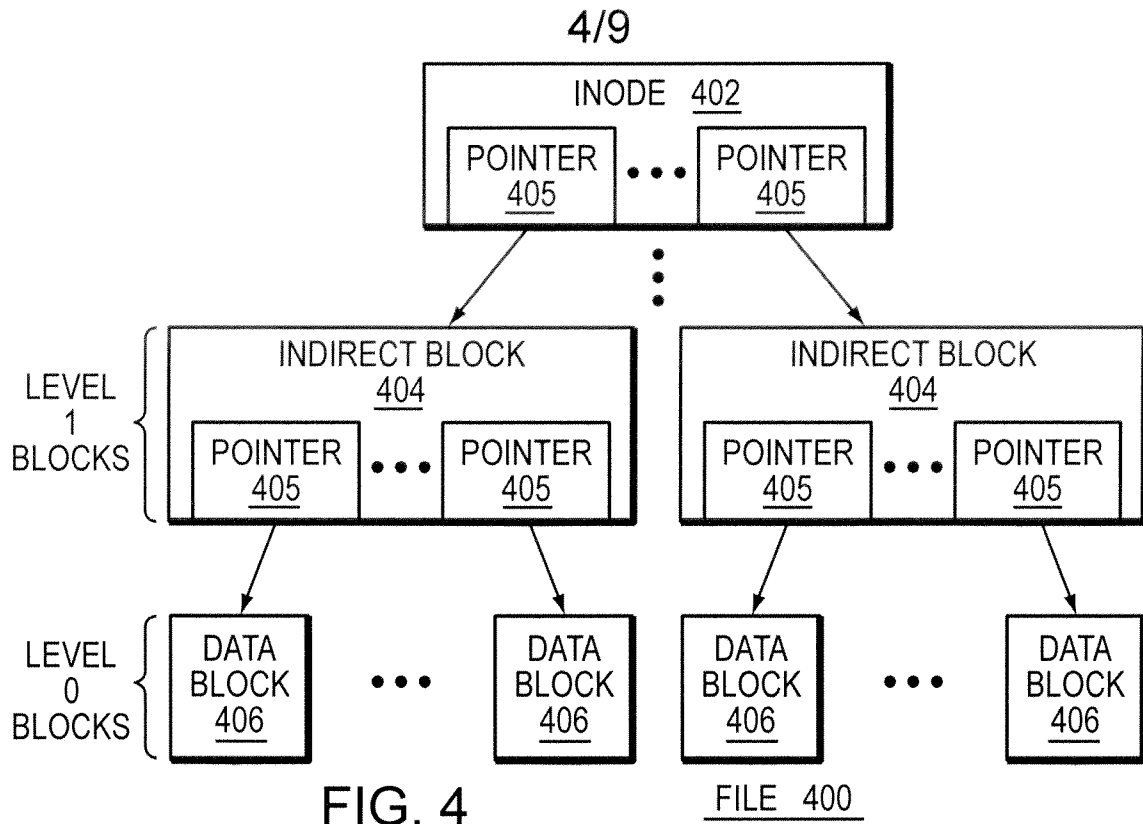 4/9
INODE 402
POINTER
405
POINTER
405
LEVEL
1
BLOCKS
INDIRECT BLOCK
404
POINTER
405
POINTER
405
INDIRECT BLOCK
404
POINTER
405
POINTER
405
LEVEL
0
BLOCKS
DATA
BLOCK
406
DATA
BLOCK
406
DATA
BLOCK
406
DATA
BLOCK
406
FIG. 4
FILE 400